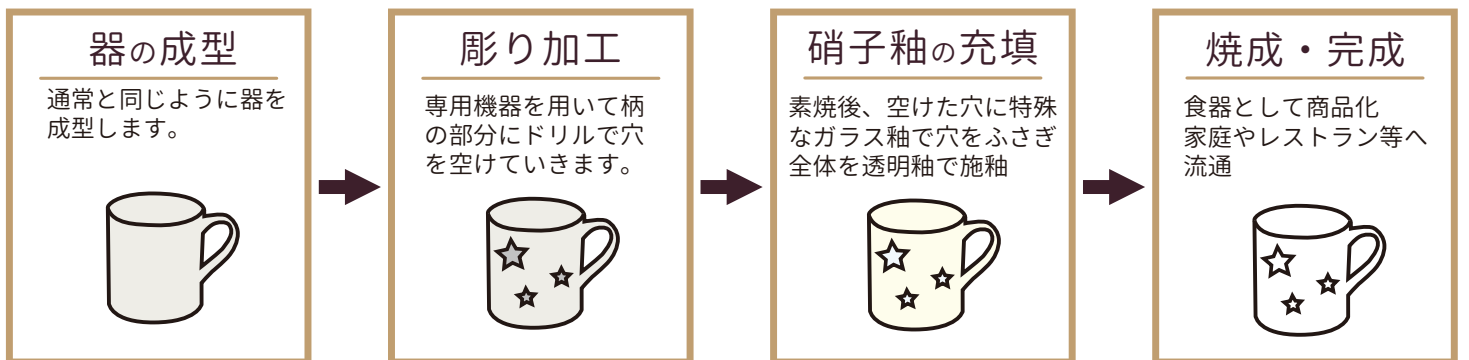 器の成型
通常と同じように器を
成型します。
彫り加工
専用機器を用いて柄
の部分にドリルで穴
を空けていきます。
硝子釉の充填
素焼後、空けた穴に特殊
なガラス釉で穴をふさぎ
全体を透明釉で施釉
焼成・完成
食器として商品化
家庭やレストラン等へ
流通